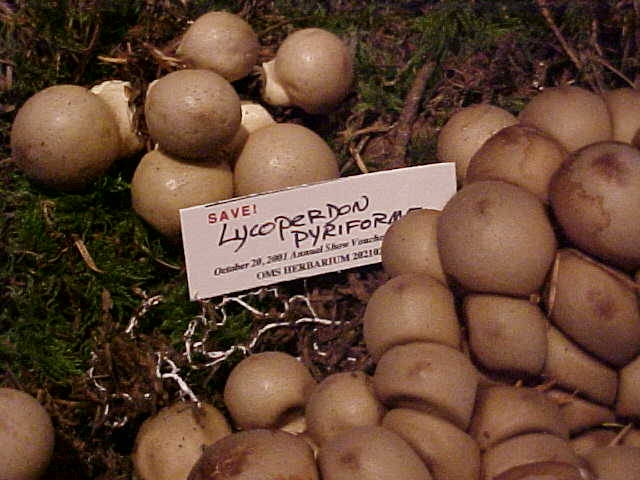 SAVE!
Lycoperdon
pyriforme
October 20, 2001 Annual Show Voucher
OMS HERBARIUM